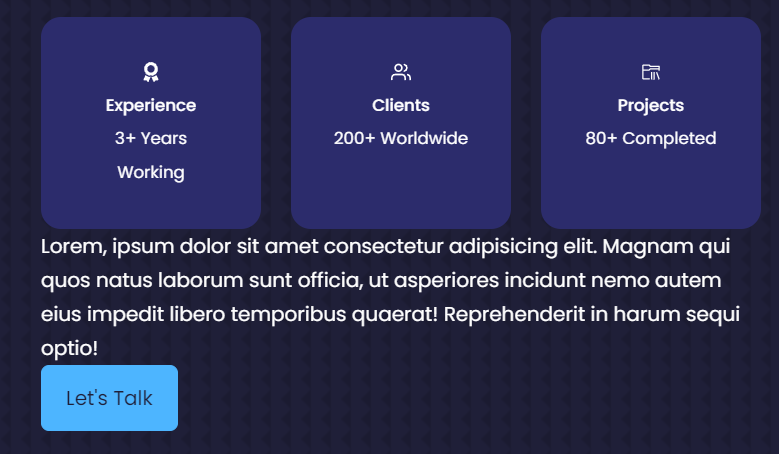 Experience
3+ Years
Working
Clients
200+ Worldwide
Projects
80+ Completed
Lorem, ipsum dolor sit amet consectetur adipisicing elit. Magnam qui
quos natus laborum sunt officia, ut asperiores incidunt nemo autem
eius impedit libero temporibus quaerat! Reprehenderit in harum sequi
optio!
Let's Talk